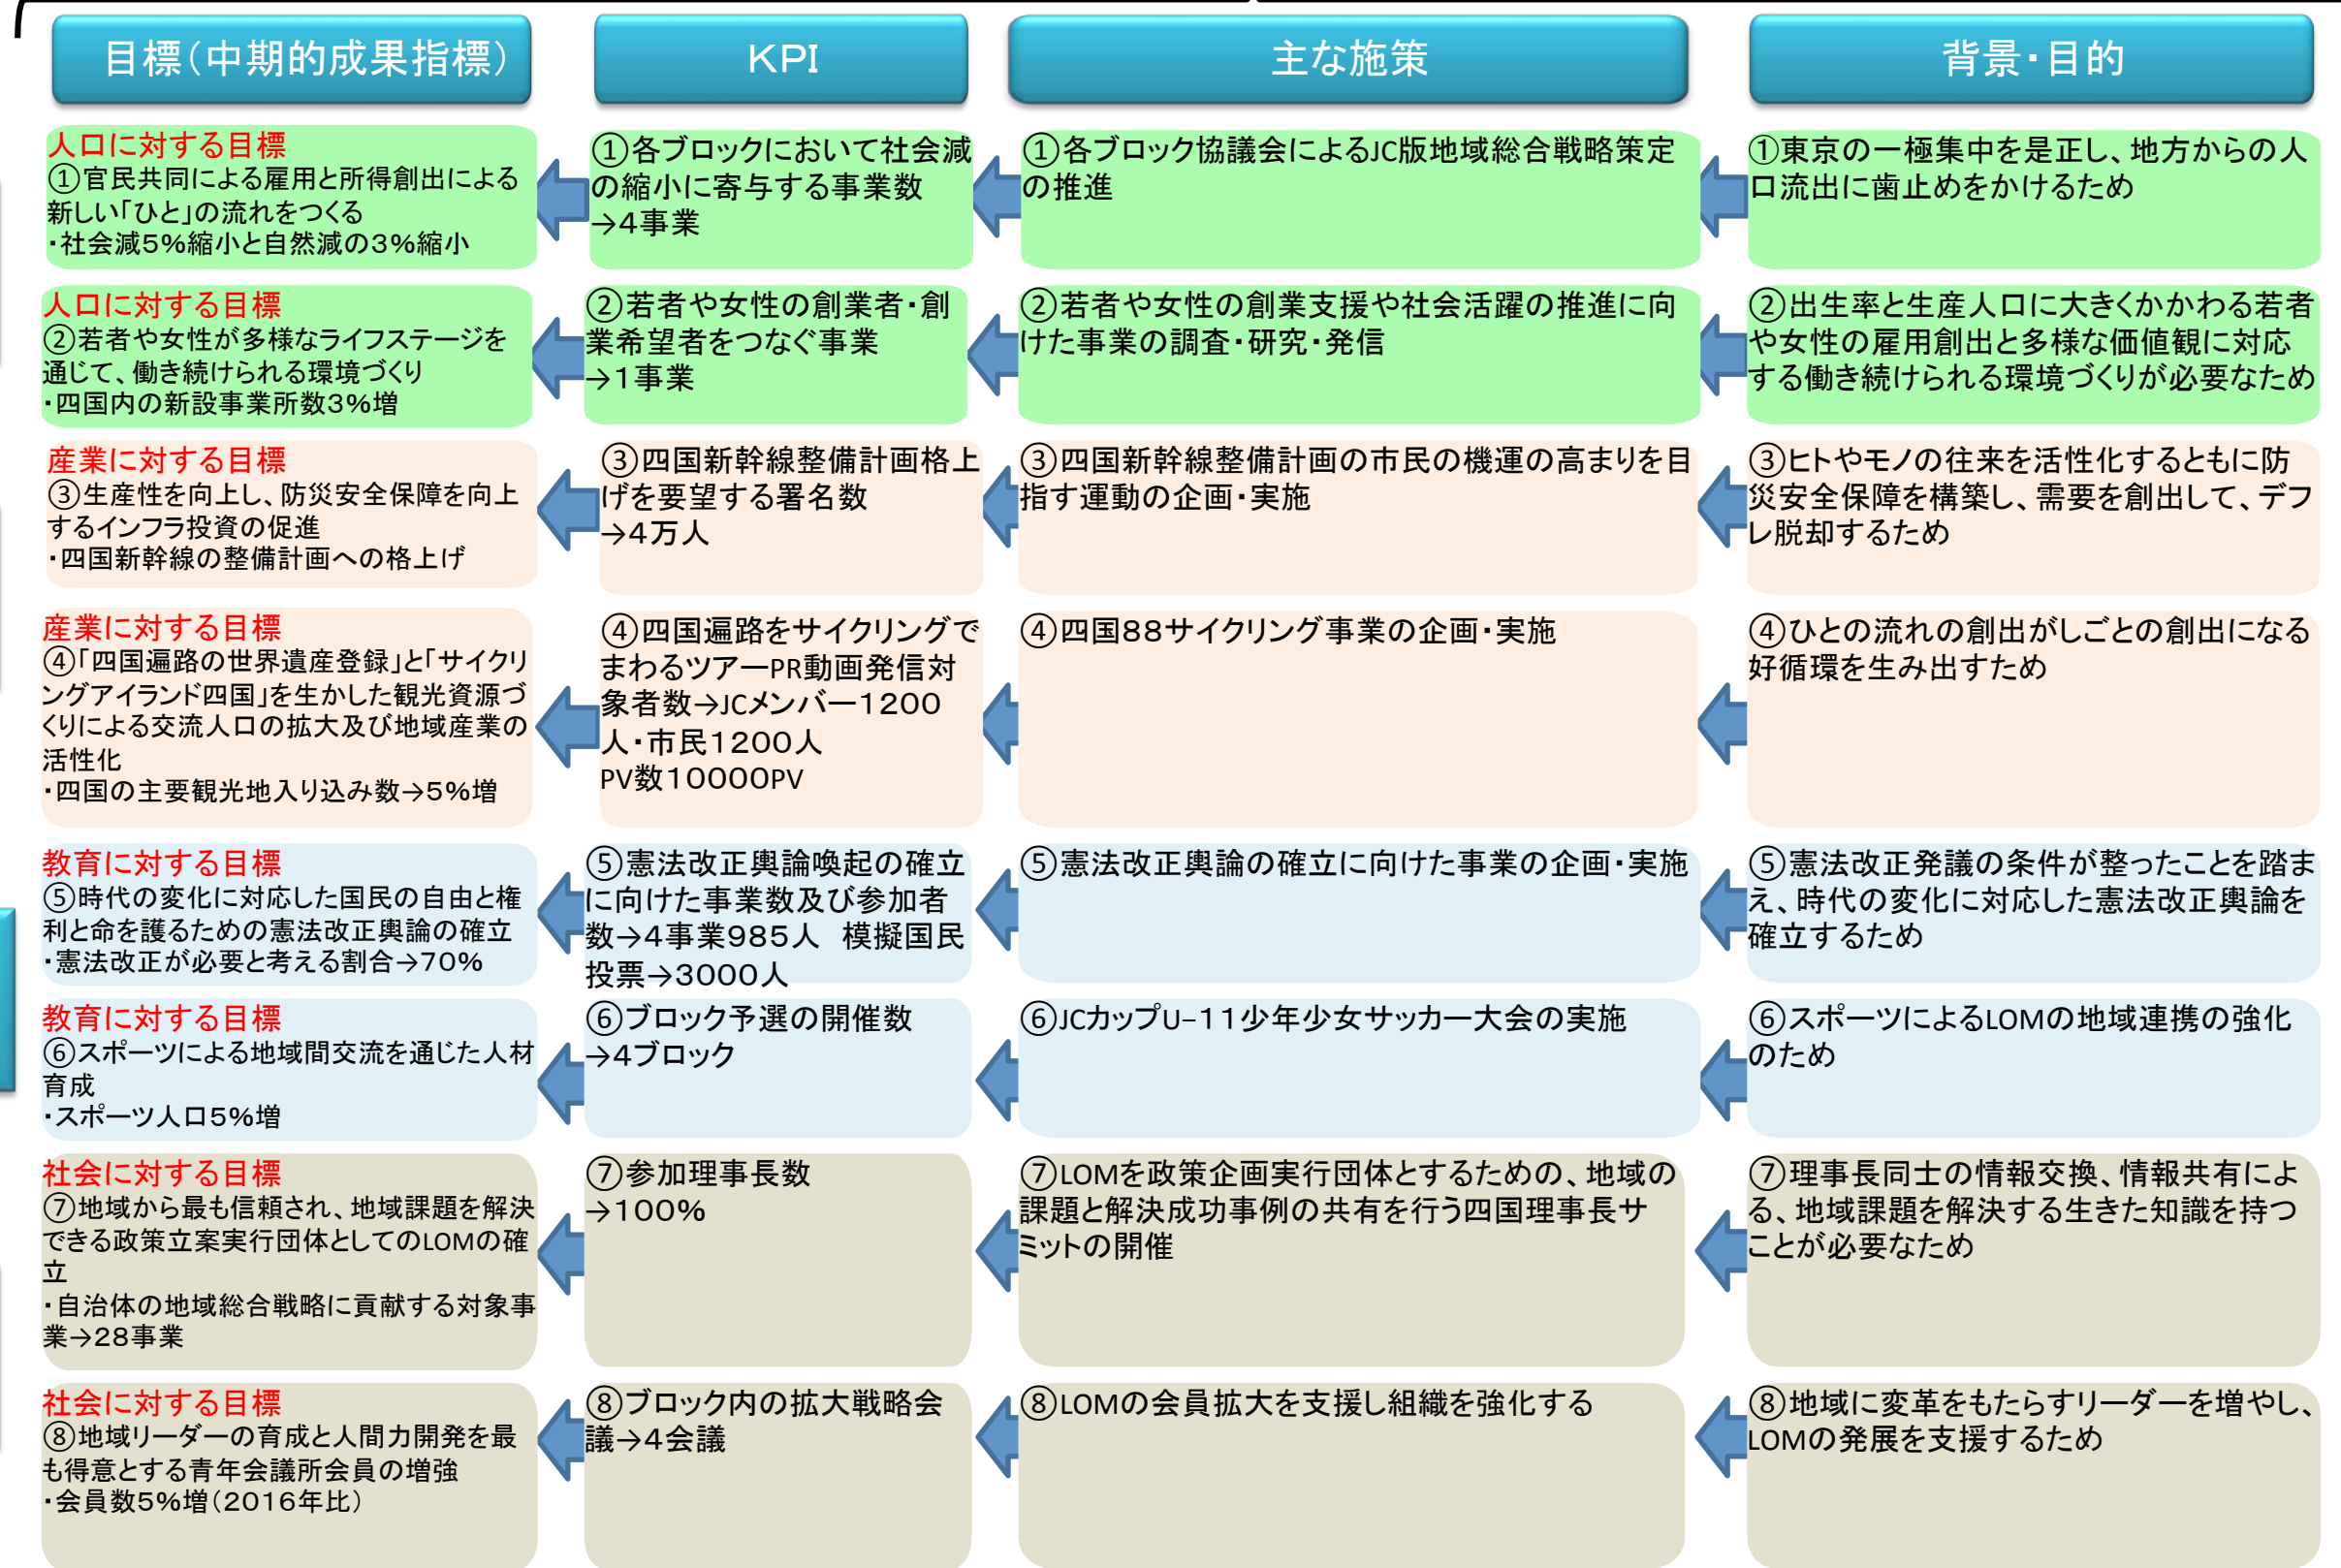 目標（中期的成果指標）
KPI
主な施策
背景・目的
人口に対する目標
①官民共同による雇用と所得創出による
新しい「ひと」の流れをつくる
・社会減5%縮小と自然減の3%縮小
①各ブロックにおいて社会減
の縮小に寄与する事業数
→4事業
①各ブロック協議会によるJC版地域総合戦略策定
の推進
①東京の一極集中を是正し、地方からの人
口流出に歯止めをかけるため
人口に対する目標
②若者や女性が多様なライフステージを
通じて、働き続けられる環境づくり
・四国内の新設事業所数3%増
②若者や女性の創業者・創
業希望者をつなぐ事業
→1事業
②若者や女性の創業支援や社会活躍の推進に向
けた事業の調査・研究・発信
②出生率と生産人口に大きくかかわる若者
や女性の雇用創出と多様な価値観に対応
する働き続けられる環境づくりが必要なため
産業に対する目標
③生産性を向上し、防災安全保障を向上
するインフラ投資の促進
・四国新幹線の整備計画への格上げ
③四国新幹線整備計画格上
げを要望する署名数
→4万人
③四国新幹線整備計画の市民の機運の高まりを目
指す運動の企画・実施
③ヒトやモノの往来を活性化するともに防
災安全保障を構築し、需要を創出して、デフ
レ脱却するため
産業に対する目標
④「四国遍路の世界遺産登録」と「サイクリ
ングアイランド四国」を生かした観光資源づ
くりによる交流人口の拡大及び地域産業の
活性化
・四国の主要観光地入り込み数→5%増
④四国遍路をサイクリングで
まわるツアーPR動画発信対
象者数→JCメンバー1200
人・市民1200人
PV数10000PV
④四国88サイクリング事業の企画・実施
④ひとの流れの創出がしごとの創出になる
好循環を生み出すため
教育に対する目標
⑤時代の変化に対応した国民の自由と権
利と命を護るための憲法改正輿論の確立
・憲法改正が必要と考える割合→70%
⑤憲法改正輿論喚起の確立
に向けた事業数及び参加者
数→4事業985人　模擬国民
投票→3000人
⑤憲法改正輿論の確立に向けた事業の企画・実施
⑤憲法改正発議の条件が整ったことを踏ま
え、時代の変化に対応した憲法改正輿論を
確立するため
教育に対する目標
⑥スポーツによる地域間交流を通じた人材
育成
・スポーツ人口5%増
⑥ブロック予選の開催数
→4ブロック
⑥JCカップU-11少年少女サッカー大会の実施
⑥スポーツによるLOMの地域連携の強化
のため
社会に対する目標
⑦地域から最も信頼され、地域課題を解決
できる政策立案実行団体としてのLOMの確
立
・自治体の地域総合戦略に貢献する対象事
業→28事業
⑦参加理事長数
→100%
⑦LOMを政策企画実行団体とするための、地域の
課題と解決成功事例の共有を行う四国理事長サ
ミットの開催
⑦理事長同士の情報交換、情報共有によ
る、地域課題を解決する生きた知識を持つ
ことが必要なため
社会に対する目標
⑧地域リーダーの育成と人間力開発を最
も得意とする青年会議所会員の増強
・会員数5%増（2016年比）
⑧ブロック内の拡大戦略会
議→4会議
⑧LOMの会員拡大を支援し組織を強化する
⑧地域に変革をもたらすリーダーを増やし、
LOMの発展を支援するため